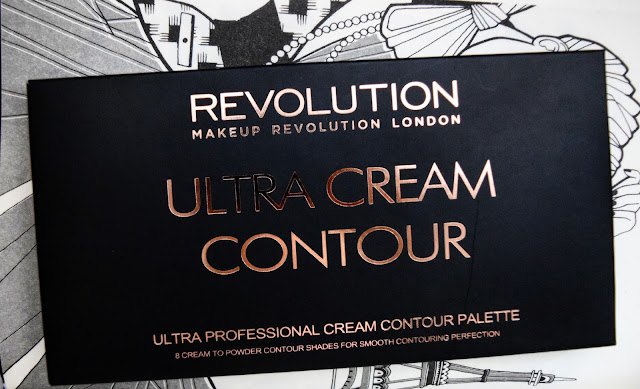 REVOLUTION
MAKEUP REVOLUTION LONDON
ULTRA CREAM
CONTOUR
ULTRA PROFESSIONAL CREAM CONTOUR PALETTE
8 CREAM TO POWDER CONTOUR SHADES FOR SMOOTH CONTOURING PERFECTION